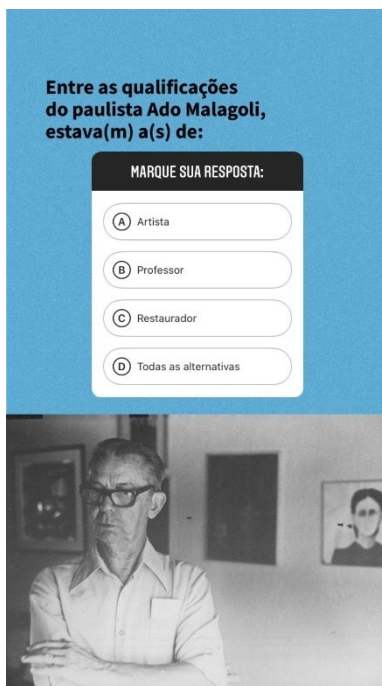 Entre as qualificações
do paulista Ado Malagoli,
estava(m) a(s) de:
MARQUE SUA RESPOSTA:
A Artista
B Professor
C Restaurador
D Todas as alternativas